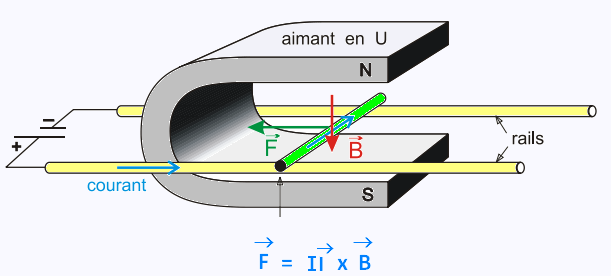 aimant en U
N
−
+
F
B
rails
courant
S
F = Il x B